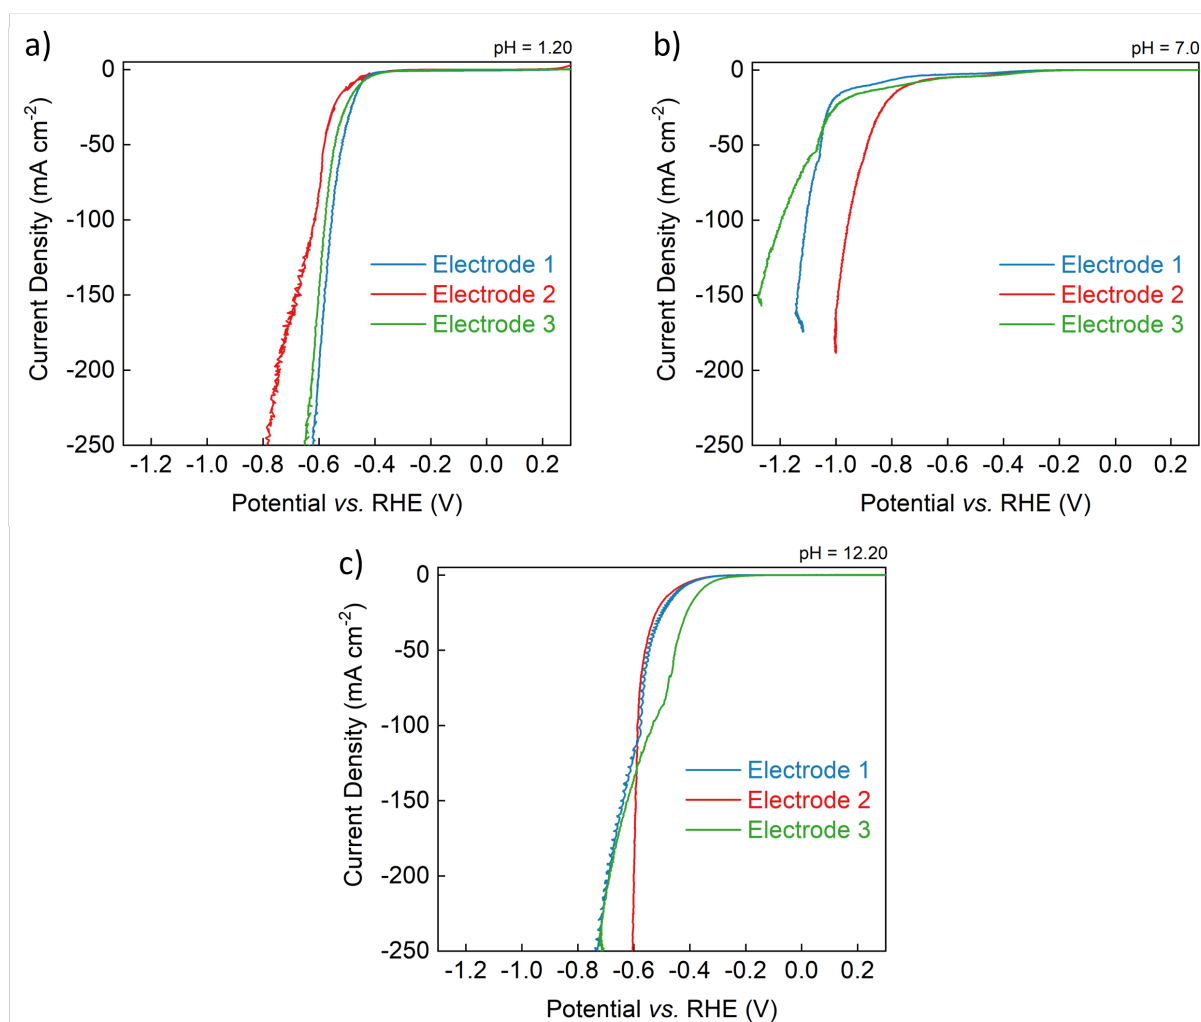 a)
pH = 1.20
0
-50
-100
-150
-200
-250
Current Density (mA cm-2)
Electrode 1
Electrode 2
Electrode 3
-1.2 -1.0 -0.8 -0.6 -0.4 -0.2 0.0 0.2
Potential vs. RHE (V)
b)
pH = 7.0
0
-50
-100
-150
-200
-250
Current Density (mA cm-2)
Electrode 1
Electrode 2
Electrode 3
-1.2 -1.0 -0.8 -0.6 -0.4 -0.2 0.0 0.2
Potential vs. RHE (V)
c)
pH = 12.20
0
-50
-100
-150
-200
-250
Current Density (mA cm-2)
Electrode 1
Electrode 2
Electrode 3
-1.2 -1.0 -0.8 -0.6 -0.4 -0.2 0.0 0.2
Potential vs. RHE (V)